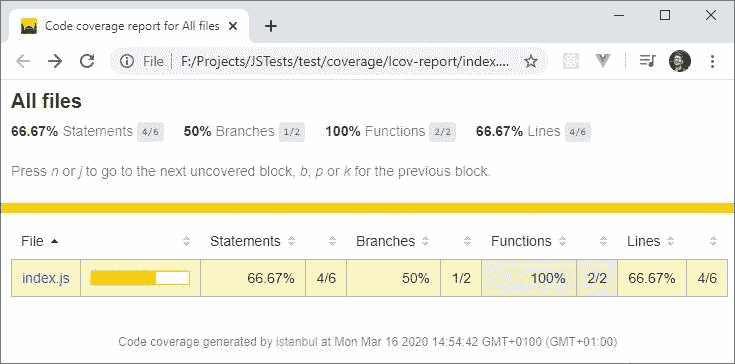 Code coverage report for All files
File F:/Projects/JSTests/test/coverage/lcov-report/index....
All files
66.67% Statements 4/6 50% Branches 1/2 100% Functions 2/2 66.67% Lines 4/6
Press n or j to go to the next uncovered block, b, p or k for the previous block.
File Statements Branches Functions Lines
index.js 66.67% 4/6 50% 1/2 100% 2/2 66.67% 4/6
Code coverage generated by istanbul at Mon Mar 16 2020 14:54:42 GMT+0100 (GMT+01:00)